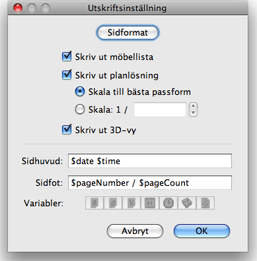 Utskriftsinställning
Sidformat
Skriv ut möbellista
Skriv ut planlösning
Skala till bästa passform
Skala: 1 /
Skriv ut 3D-vy
Sidhuvud: $date $time
Sidfot: $pageNumber / $pageCount
Variabler:
Avbryt OK